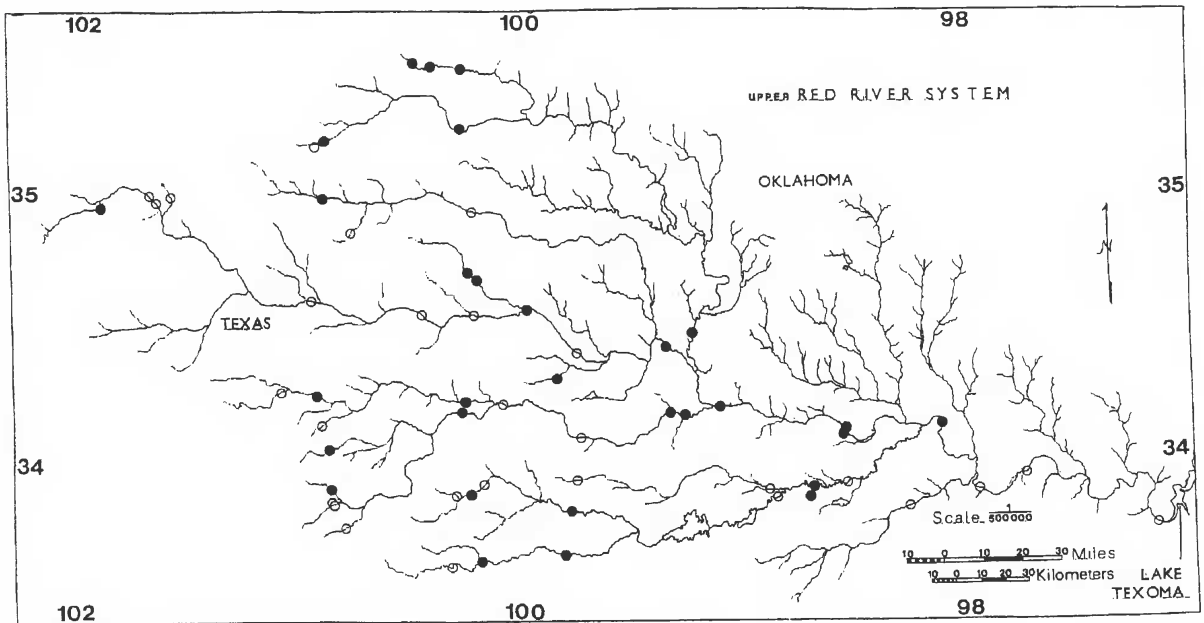 102 100 98
UPPER RED RIVER SYSTEM
35 OKLAHOMA 35
TEXAS
34 34
Scale 1/500000
10 0 10 20 30 Miles
10 0 10 20 30 Kilometers
LAKE
TEXOMA
102 100 98
N